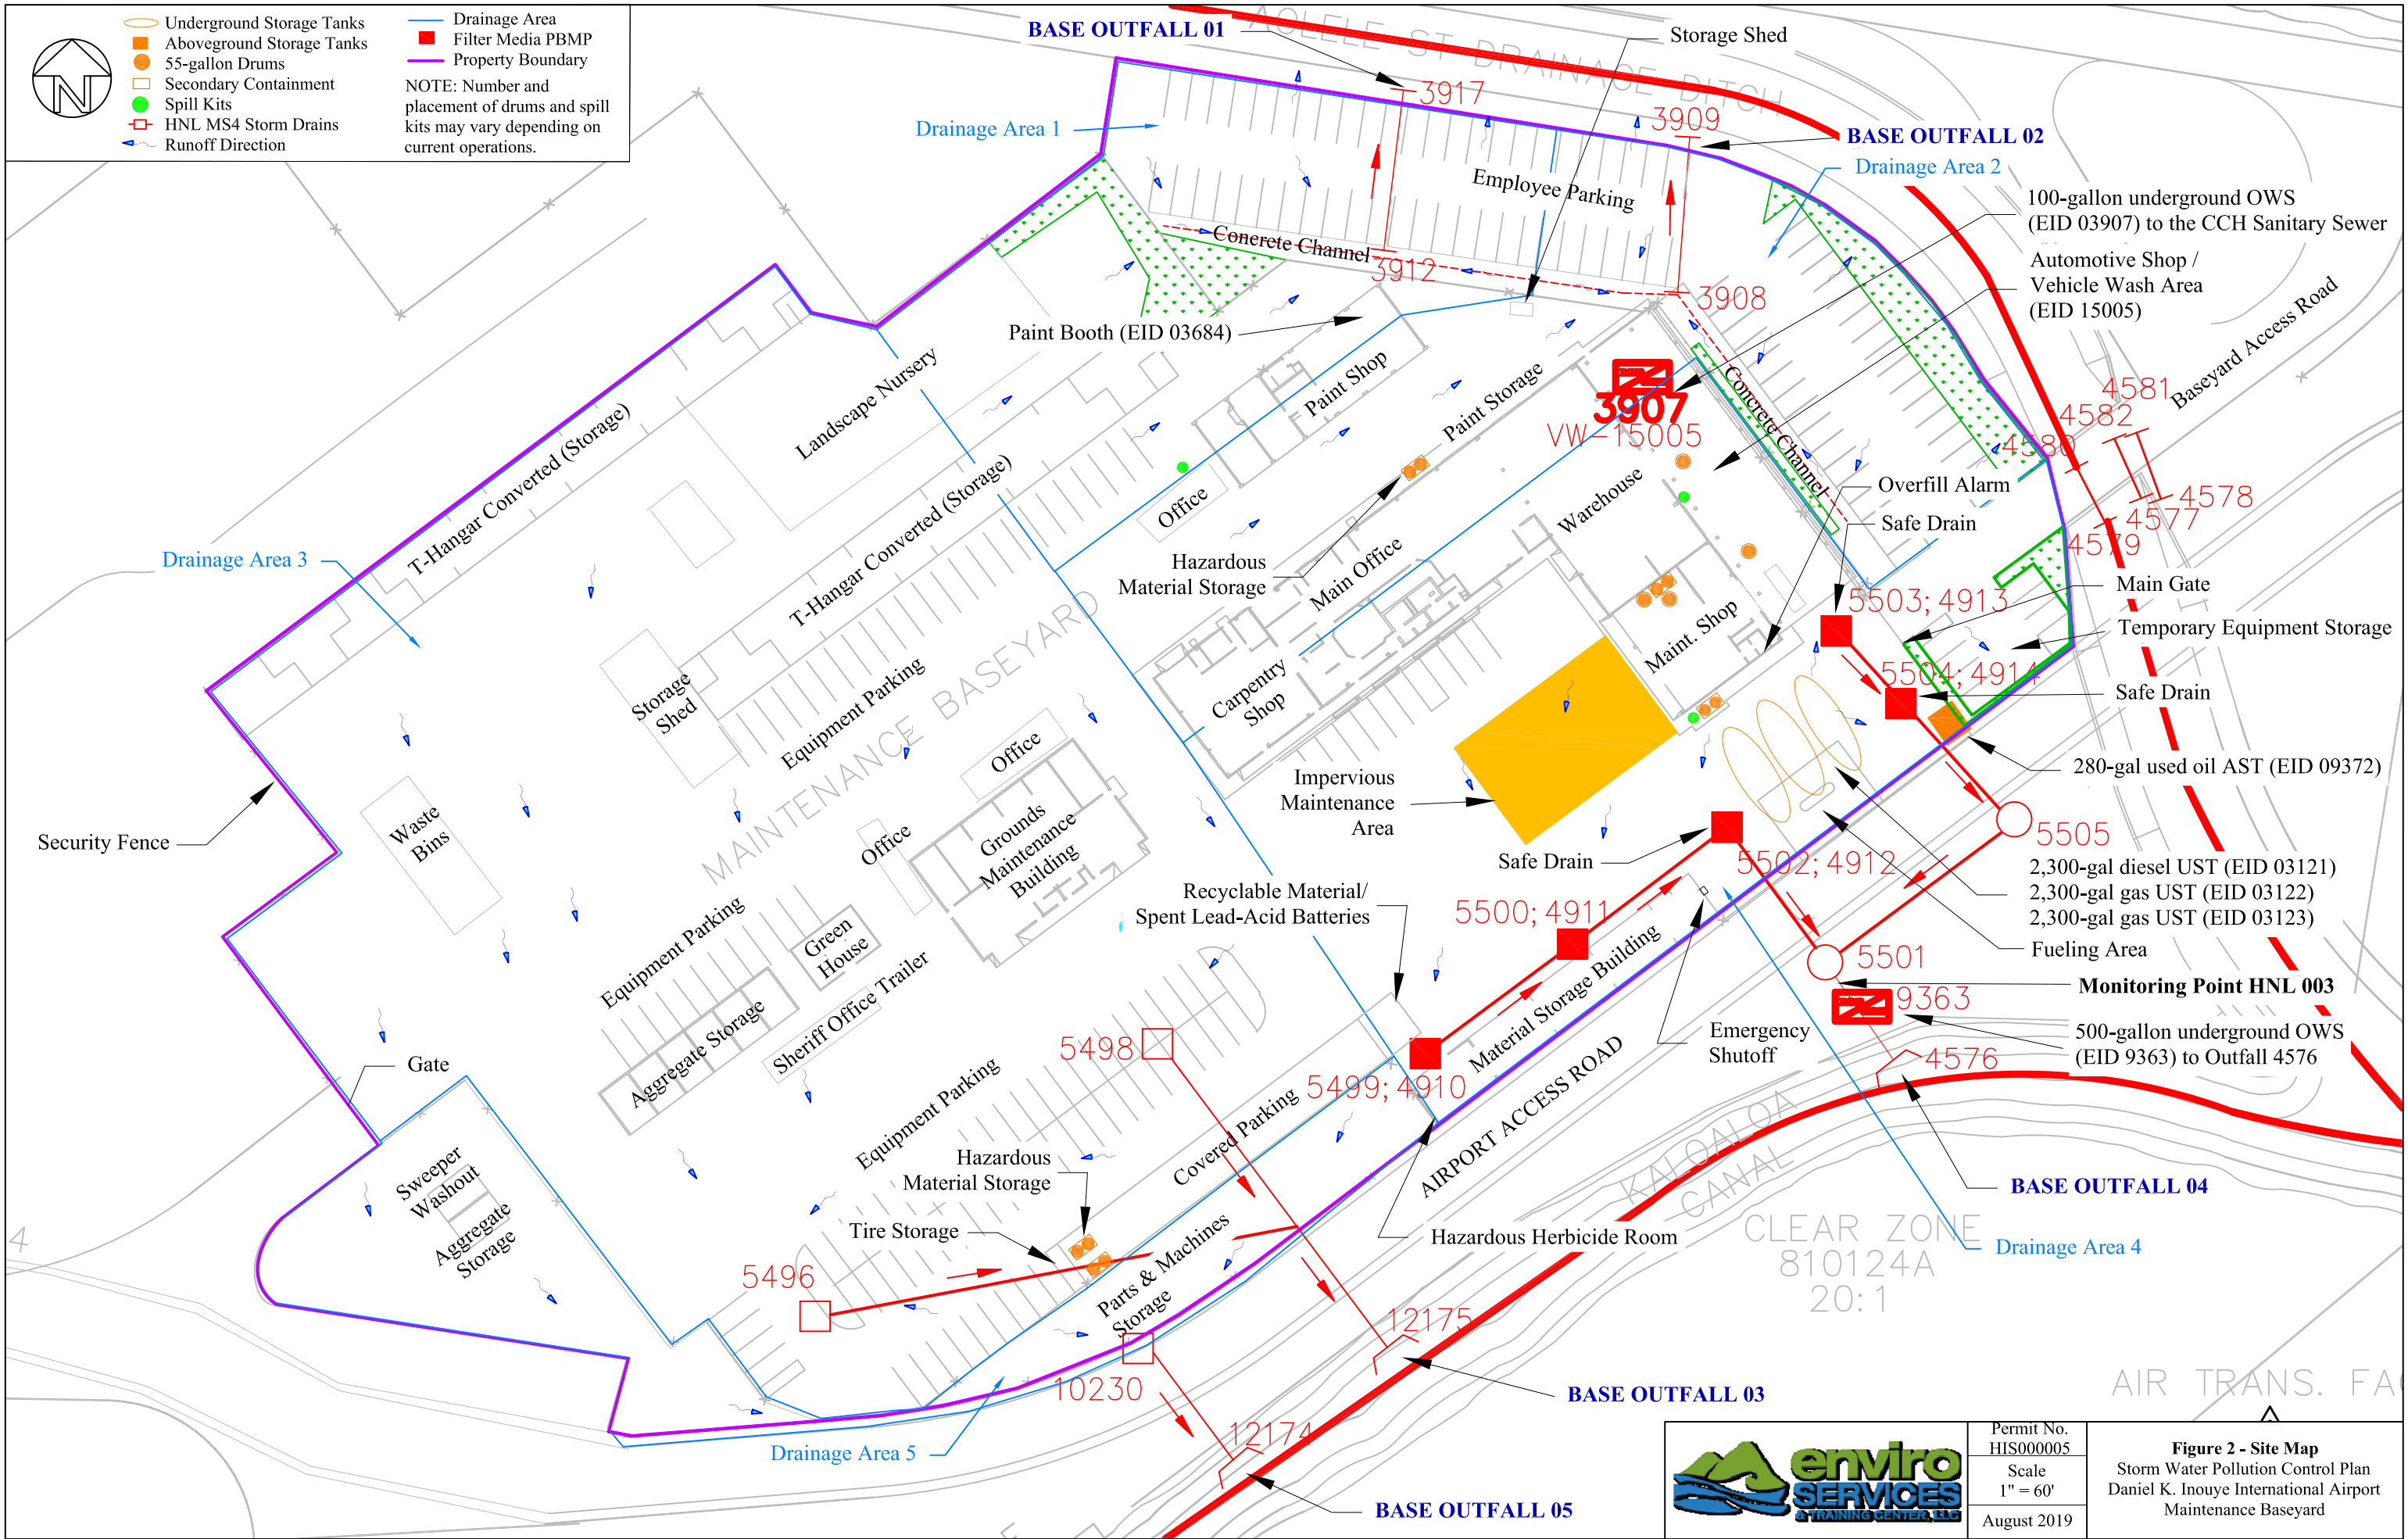 Underground Storage Tanks
Aboveground Storage Tanks
55-gallon Drums
Secondary Containment
Spill Kits
HNL MS4 Storm Drains
Runoff Direction
Drainage Area
Filter Media PBMP
Property Boundary
NOTE: Number and
placement of drums and spill
kits may vary depending on
current operations.
N
BASE OUTFALL 01
AOLELE ST DRAINAGE DITCH
Storage Shed
3917
3909
Drainage Area 1
BASE OUTFALL 02
Drainage Area 2
Employee Parking
100-gallon underground OWS
(EID 03907) to the CCH Sanitary Sewer
Concrete Channel
3912
3908
Automotive Shop /
Vehicle Wash Area
(EID 15005)
Paint Booth (EID 03684)
Baseyard Access Road
Landscape Nursery
Paint Shop
Paint Storage
3907
VW-15005
Concrete Channel
4581
4582
4580
4578
4577
4579
T-Hangar Converted (Storage)
T-Hangar Converted (Storage)
Office
Warehouse
Overfill Alarm
Safe Drain
Hazardous
Material Storage
Main Office
Drainage Area 3
Main Gate
5503; 4913
Temporary Equipment Storage
Maint. Shop
5504; 4914
Safe Drain
Storage
Shed
Equipment Parking
MAINTENANCE BASEYARD
Carpentry
Shop
Office
Impervious
Maintenance
Area
280-gal used oil AST (EID 09372)
Security Fence
Waste
Bins
Office
Grounds
Maintenance
Building
Safe Drain
5502; 4912
5505
2,300-gal diesel UST (EID 03121)
2,300-gal gas UST (EID 03122)
2,300-gal gas UST (EID 03123)
Recyclable Material/
Spent Lead-Acid Batteries
5500; 4911
Fueling Area
5501
Equipment Parking
Green
House
Material Storage Building
Monitoring Point HNL 003
9363
Aggregate Storage
Sheriff Office Trailer
Emergency
Shutoff
500-gallon underground OWS
(EID 9363) to Outfall 4576
5498
4576
Gate
5499; 4910
Equipment Parking
Covered Parking
AIRPORT ACCESS ROAD
KALOALOA
CANAL
Sweeper
Washout
Aggregate
Storage
Hazardous
Material Storage
BASE OUTFALL 04
Tire Storage
Hazardous Herbicide Room
CLEAR ZONE
810124A
20:1
Drainage Area 4
4
5496
Parts & Machines
Storage
12175
10230
BASE OUTFALL 03
AIR TRANS. FA
12174
Drainage Area 5
BASE OUTFALL 05
enviro
SERVICES
& TRAINING CENTER, LLC
Permit No.
HIS000005
Scale
1" = 60'
August 2019
Figure 2 - Site Map
Storm Water Pollution Control Plan
Daniel K. Inouye International Airport
Maintenance Baseyard